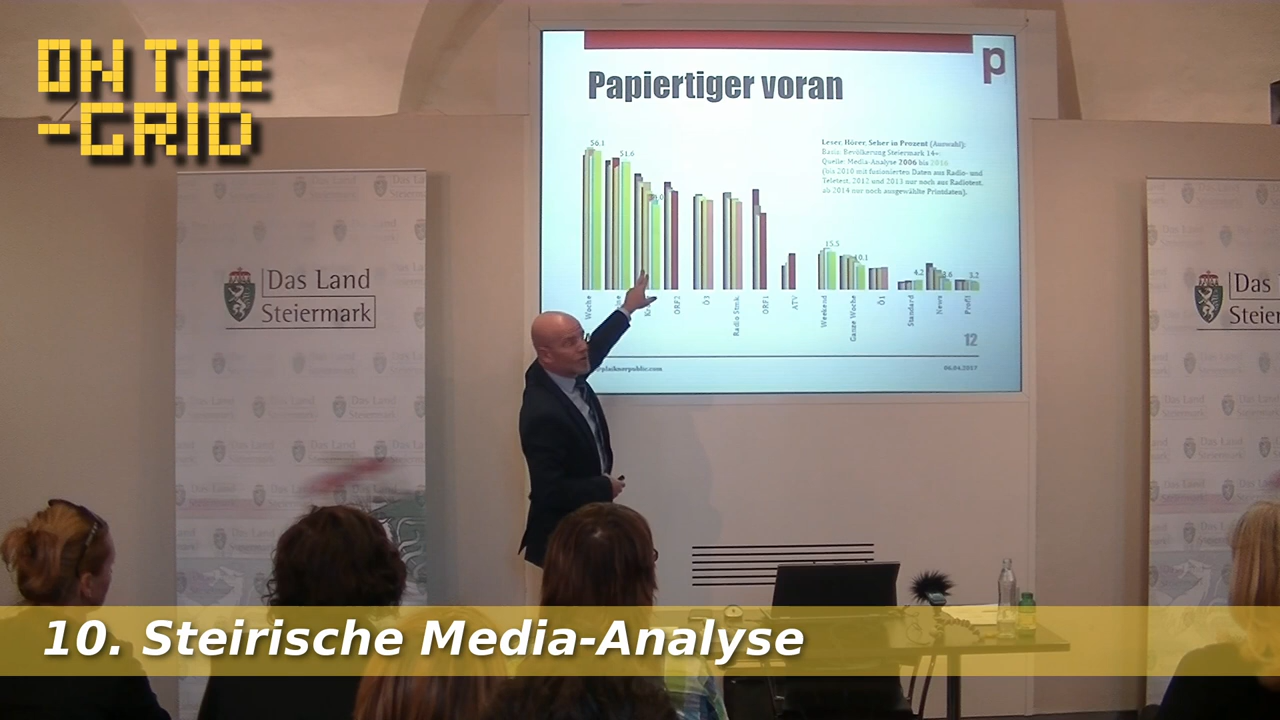 ON THE
-GRID
Papiertiger voran
p
Leser, Hörer, Seher in Prozent (Auswahl);
Basis: Bevölkerung Steiermark 14+;
Quelle: Media-Analyse 2006 bis 2016
(bis 2010 mit fusionierten Daten aus Radio- und
Teletest, 2012 und 2013 nur noch aus Radiotest,
ab 2014 nur noch ausgewählte Printdaten).
56.1
51.6
15.5
10.1
4.2
3.2
Woche
ORF2
Ö3
Radio Stmk.
ORF1
ATV
Weekend
Ganze Woche
Ö1
Standard
News
Profil
12
plaiknerpublic.com
06.04.2017
Das Land
Steiermark
Das
Steier
10. Steirische Media-Analyse